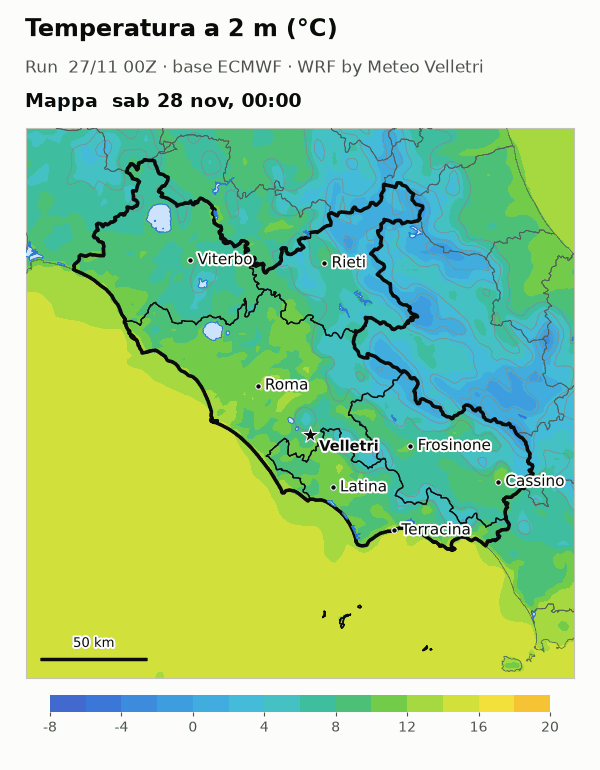 Temperatura a 2 m (°C)
Run  27/11 00Z · base ECMWF · WRF by Meteo Velletri
Mappa  sab 28 nov, 00:00
Viterbo
Rieti
Roma
Velletri
Frosinone
Cassino
Latina
Terracina
50 km
-8 -4 0 4 8 12 16 20